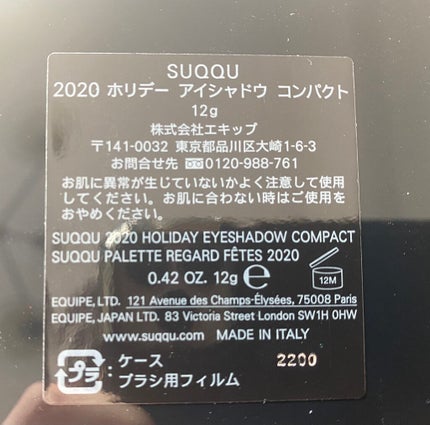 SUQQU
2020 ホリデー アイシャドウ コンパクト
12g
株式会社エキップ
〒141-0032 東京都品川区大崎1-6-3
お問合せ先 0120-988-761
お肌に異常が生じていないかよく注意して使用
してください。お肌に合わない時はご使用を
おやめください。
SUQQU 2020 HOLIDAY EYESHADOW COMPACT
SUQQU PALETTE REGARD FÊTES 2020
0.42 OZ. 12g ℮ 12M
EQUIPE, LTD. 121 Avenue des Champs-Élysées, 75008 Paris
EQUIPE, JAPAN LTD. 83 Victoria Street London SW1H 0HW
www.suqqu.com MADE IN ITALY
プラ : ケース 2200
ブラシ用フィルム